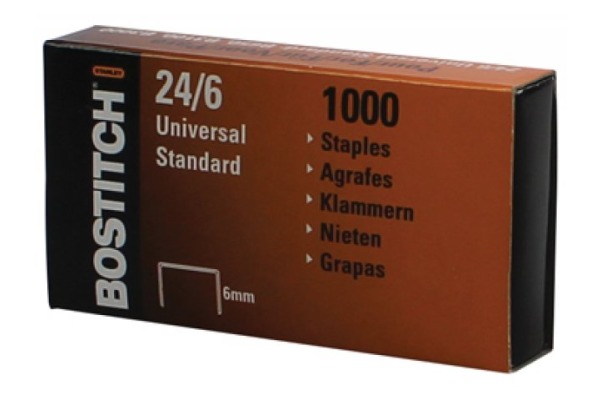 STANLEY
BOSTITCH
24/6
Universal
Standard
6mm
1000
Staples
Agrafes
Klammern
Nieten
Grapas